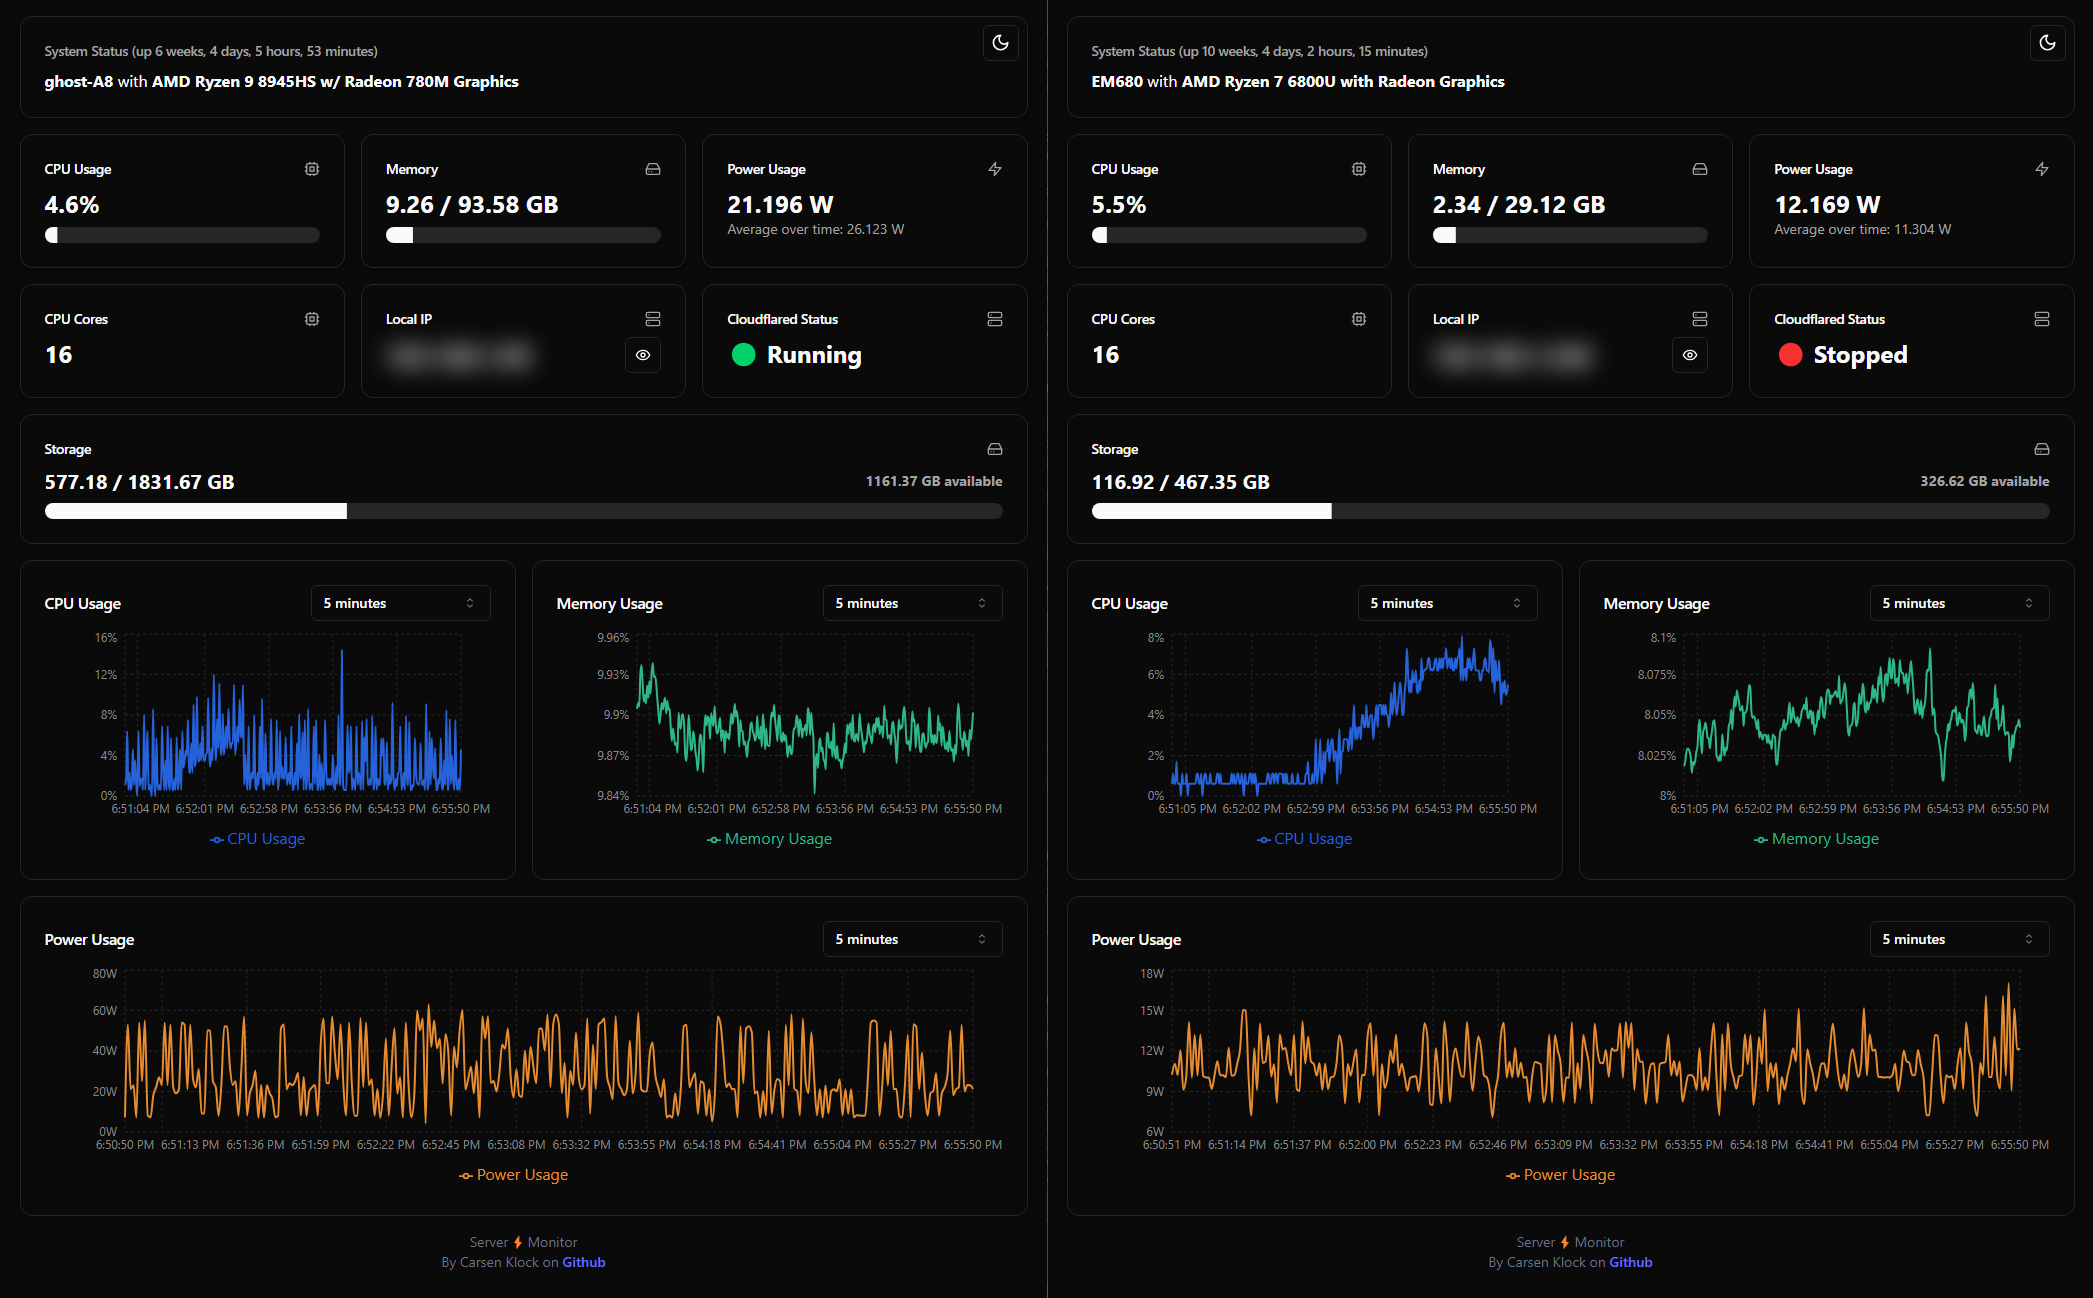 System Status (up 6 weeks, 4 days, 5 hours, 53 minutes)
ghost-A8 with AMD Ryzen 9 8945HS w/ Radeon 780M Graphics
CPU Usage
4.6%
Memory
9.26 / 93.58 GB
Power Usage
21.196 W
Average over time: 26.123 W
CPU Cores
16
Local IP
Cloudflared Status
Running
Storage
577.18 / 1831.67 GB
1161.37 GB available
CPU Usage
5 minutes
16%
12%
8%
4%
0%
6:51:04 PM 6:52:01 PM 6:52:58 PM 6:53:56 PM 6:54:53 PM 6:55:50 PM
CPU Usage
Memory Usage
5 minutes
9.96%
9.93%
9.9%
9.87%
9.84%
6:51:04 PM 6:52:01 PM 6:52:58 PM 6:53:56 PM 6:54:53 PM 6:55:50 PM
Memory Usage
Power Usage
5 minutes
80W
60W
40W
20W
0W
6:50:50 PM 6:51:13 PM 6:51:36 PM 6:51:59 PM 6:52:22 PM 6:52:45 PM 6:53:08 PM 6:53:32 PM 6:53:55 PM 6:54:18 PM 6:54:41 PM 6:55:04 PM 6:55:27 PM 6:55:50 PM
Power Usage
Server Monitor
By Carsen Klock on Github
System Status (up 10 weeks, 4 days, 2 hours, 15 minutes)
EM680 with AMD Ryzen 7 6800U with Radeon Graphics
CPU Usage
5.5%
Memory
2.34 / 29.12 GB
Power Usage
12.169 W
Average over time: 11.304 W
CPU Cores
16
Local IP
Cloudflared Status
Stopped
Storage
116.92 / 467.35 GB
326.62 GB available
CPU Usage
5 minutes
8%
6%
4%
2%
0%
6:51:05 PM 6:52:02 PM 6:52:59 PM 6:53:56 PM 6:54:53 PM 6:55:50 PM
CPU Usage
Memory Usage
5 minutes
8.1%
8.075%
8.05%
8.025%
8%
6:51:05 PM 6:52:02 PM 6:52:59 PM 6:53:56 PM 6:54:53 PM 6:55:50 PM
Memory Usage
Power Usage
5 minutes
18W
15W
12W
9W
6W
6:50:51 PM 6:51:14 PM 6:51:37 PM 6:52:00 PM 6:52:23 PM 6:52:46 PM 6:53:09 PM 6:53:32 PM 6:53:55 PM 6:54:18 PM 6:54:41 PM 6:55:04 PM 6:55:27 PM 6:55:50 PM
Power Usage
Server Monitor
By Carsen Klock on Github